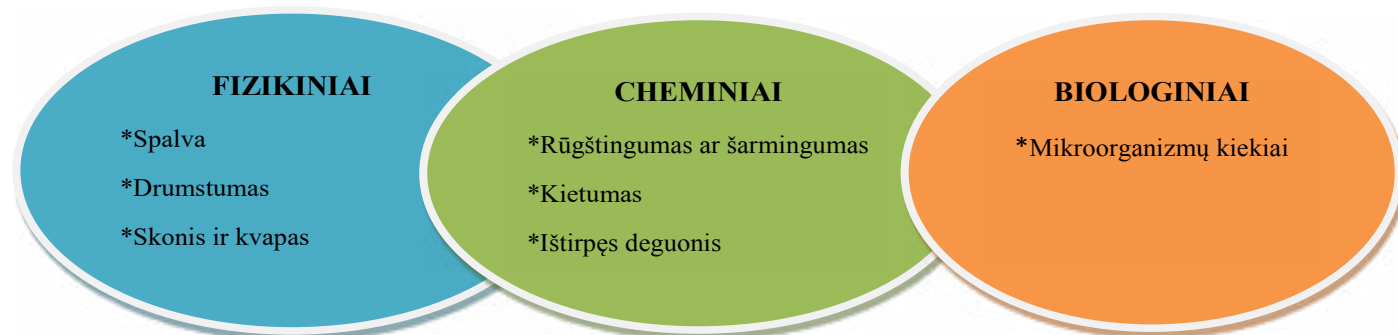 FIZIKINIAI
*Spalva
*Drumstumas
*Skonis ir kvapas
CHEMINIAI
*Rūgštingumas ar šarmingumas
*Kietumas
*Ištirpęs deguonis
BIOLOGINIAI
*Mikroorganizmų kiekiai